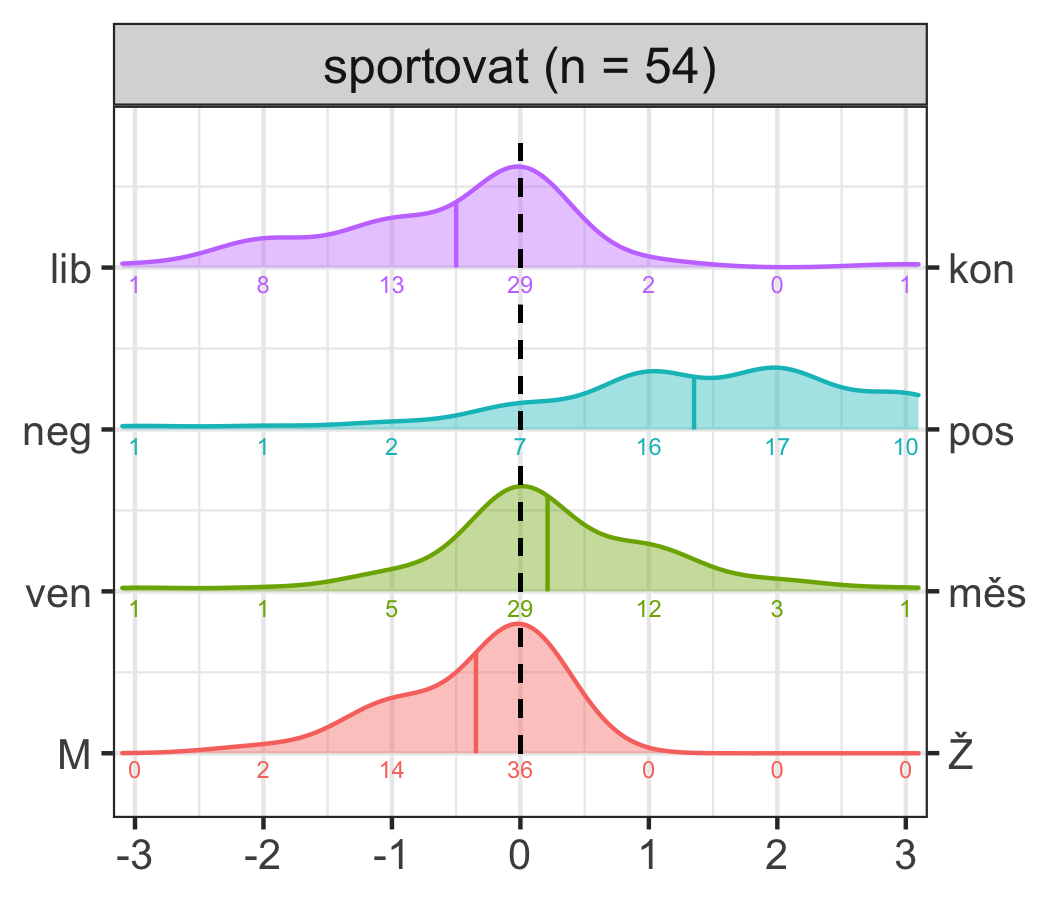 sportovat (n = 54)
lib kon
1 8 13 29 2 0 1
neg pos
1 1 2 7 16 17 10
ven měs
1 1 5 29 12 3 1
M Ž
0 2 14 36 0 0 0
-3 -2 -1 0 1 2 3